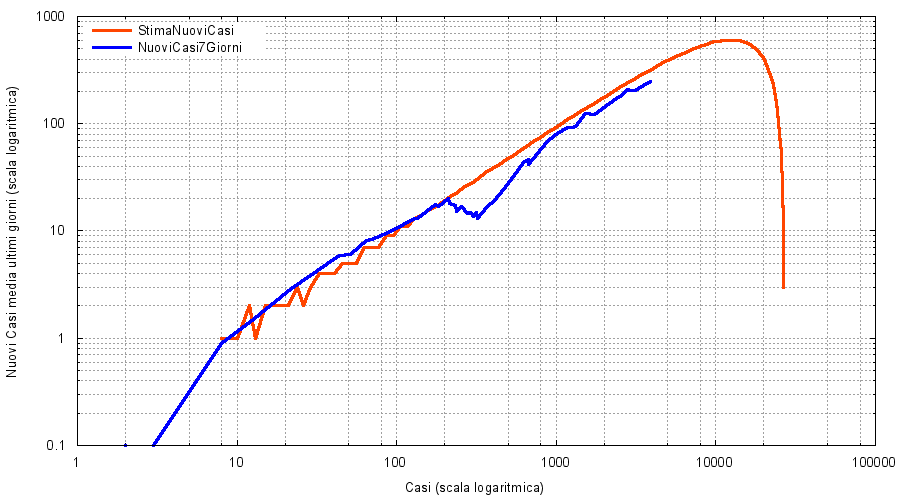 1000
100
10
1
0.1
StimaNuoviCasi
NuoviCasi7Giorni
Nuovi Casi media ultimi giorni (scala logaritmica)
1 10 100 1000 10000 100000
Casi (scala logaritmica)